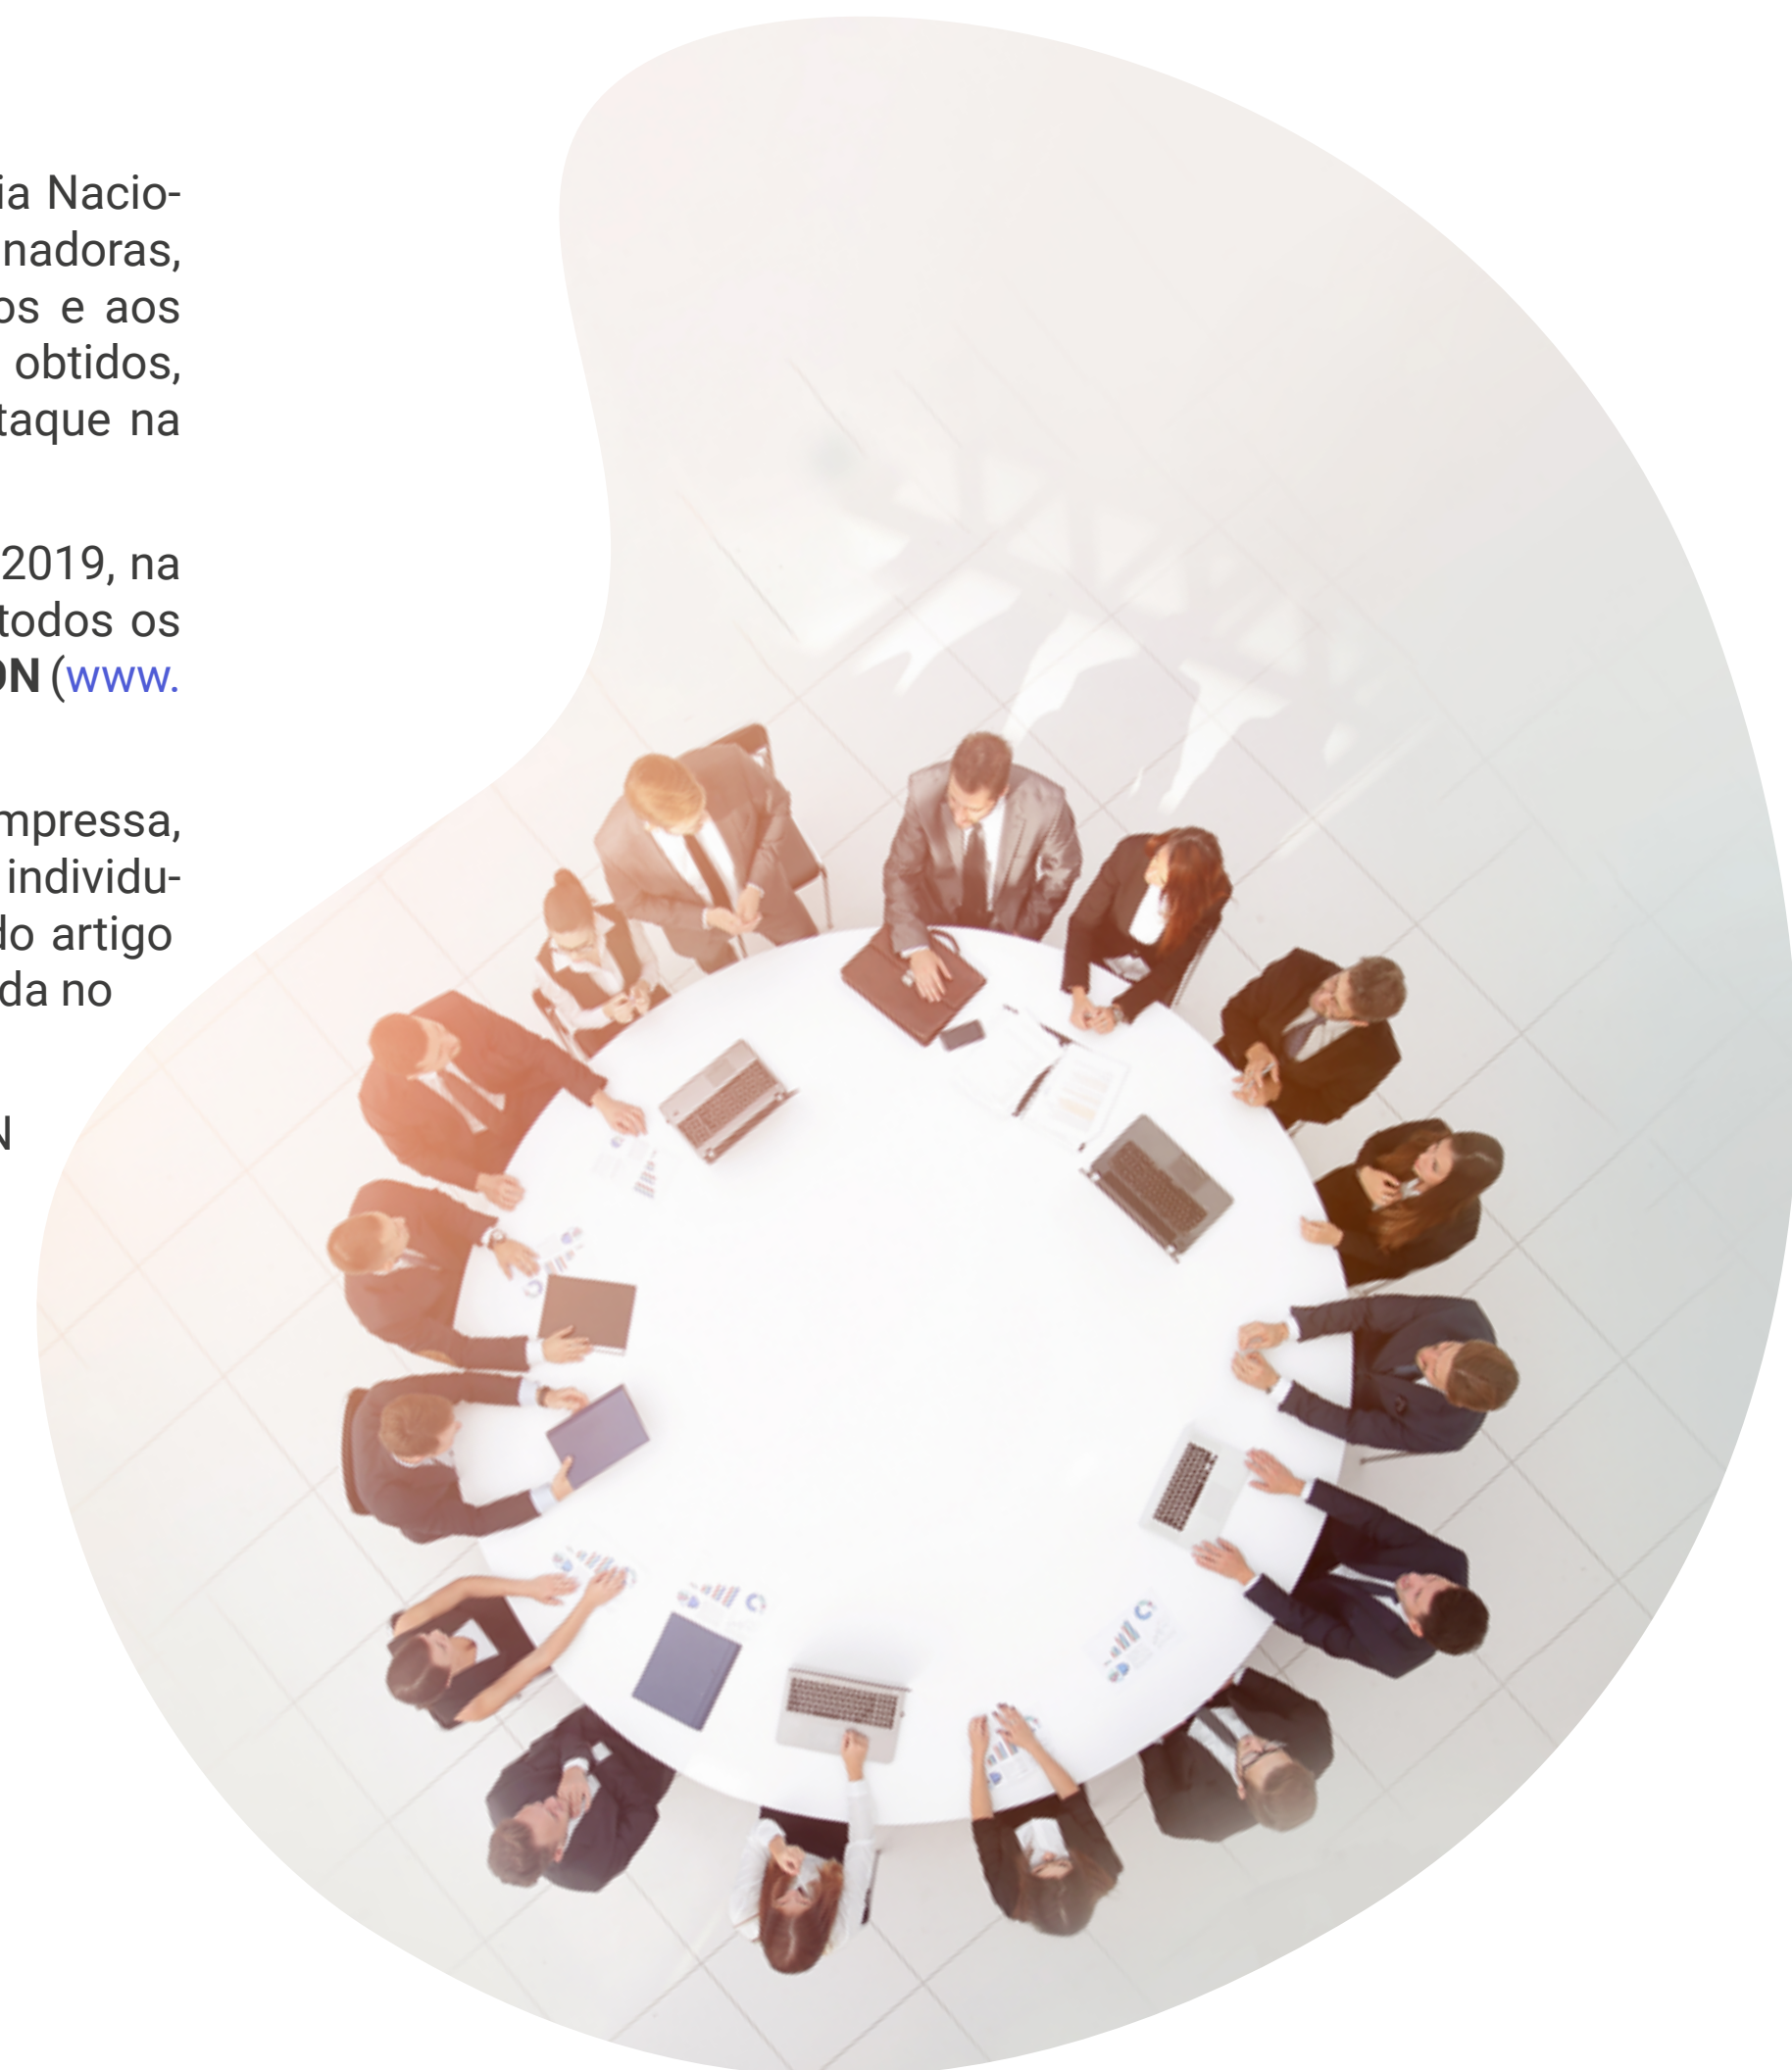 ia Nacio-
nadoras,
os e aos
obtidos,
taque na
2019, na
todos os
ON (www.
mpressa,
individu-
do artigo
da no
N